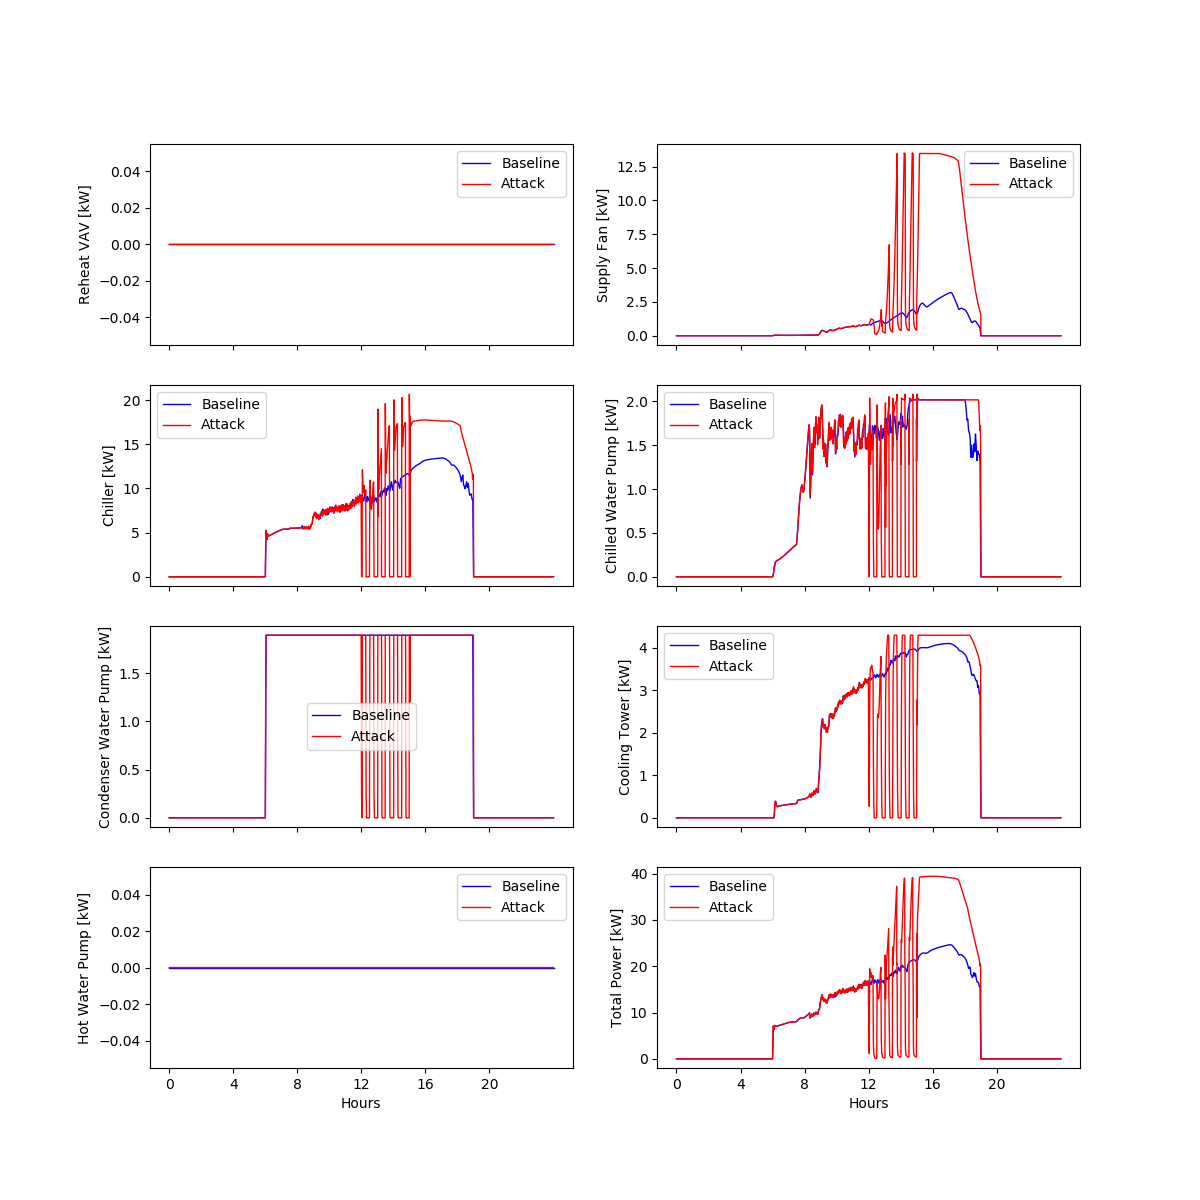 Reheat VAV [kW]
0.04
0.02
0.00
−0.02
−0.04
Baseline
Attack
Supply Fan [kW]
12.5
10.0
7.5
5.0
2.5
0.0
Baseline
Attack
Chiller [kW]
20
15
10
5
0
Baseline
Attack
Chilled Water Pump [kW]
2.0
1.5
1.0
0.5
0.0
Baseline
Attack
Condenser Water Pump [kW]
1.5
1.0
0.5
0.0
Baseline
Attack
Cooling Tower [kW]
4
3
2
1
0
Baseline
Attack
Hot Water Pump [kW]
0.04
0.02
0.00
−0.02
−0.04
Baseline
Attack
0 4 8 12 16 20
Hours
Total Power [kW]
40
30
20
10
0
Baseline
Attack
0 4 8 12 16 20
Hours